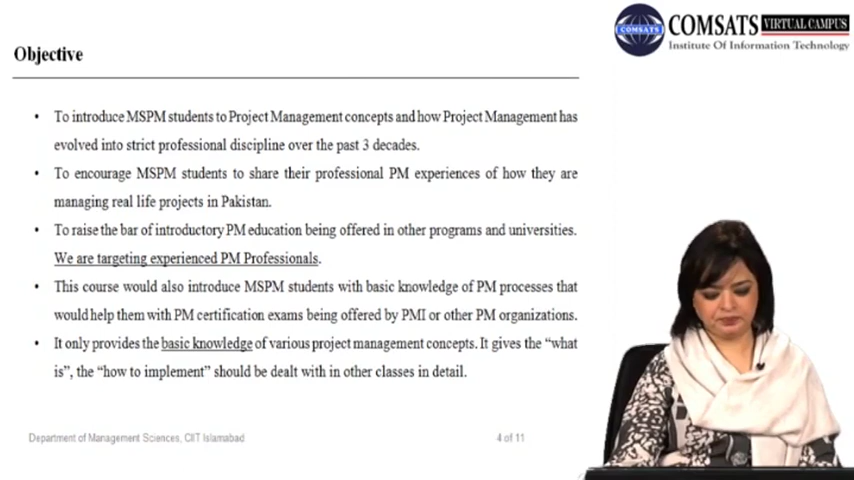 COMSATS
COMSATS VIRTUAL CAMPUS
Institute Of Information Technology
Objective
• To introduce MSPM students to Project Management concepts and how Project Management has
evolved into strict professional discipline over the past 3 decades.
• To encourage MSPM students to share their professional PM experiences of how they are
managing real life projects in Pakistan.
• To raise the bar of introductory PM education being offered in other programs and universities.
We are targeting experienced PM Professionals.
• This course would also introduce MSPM students with basic knowledge of PM processes that
would help them with PM certification exams being offered by PMI or other PM organizations.
• It only provides the basic knowledge of various project management concepts. It gives the “what
is”, the “how to implement” should be dealt with in other classes in detail.
Department of Management Sciences, CIIT Islamabad
4 of 11